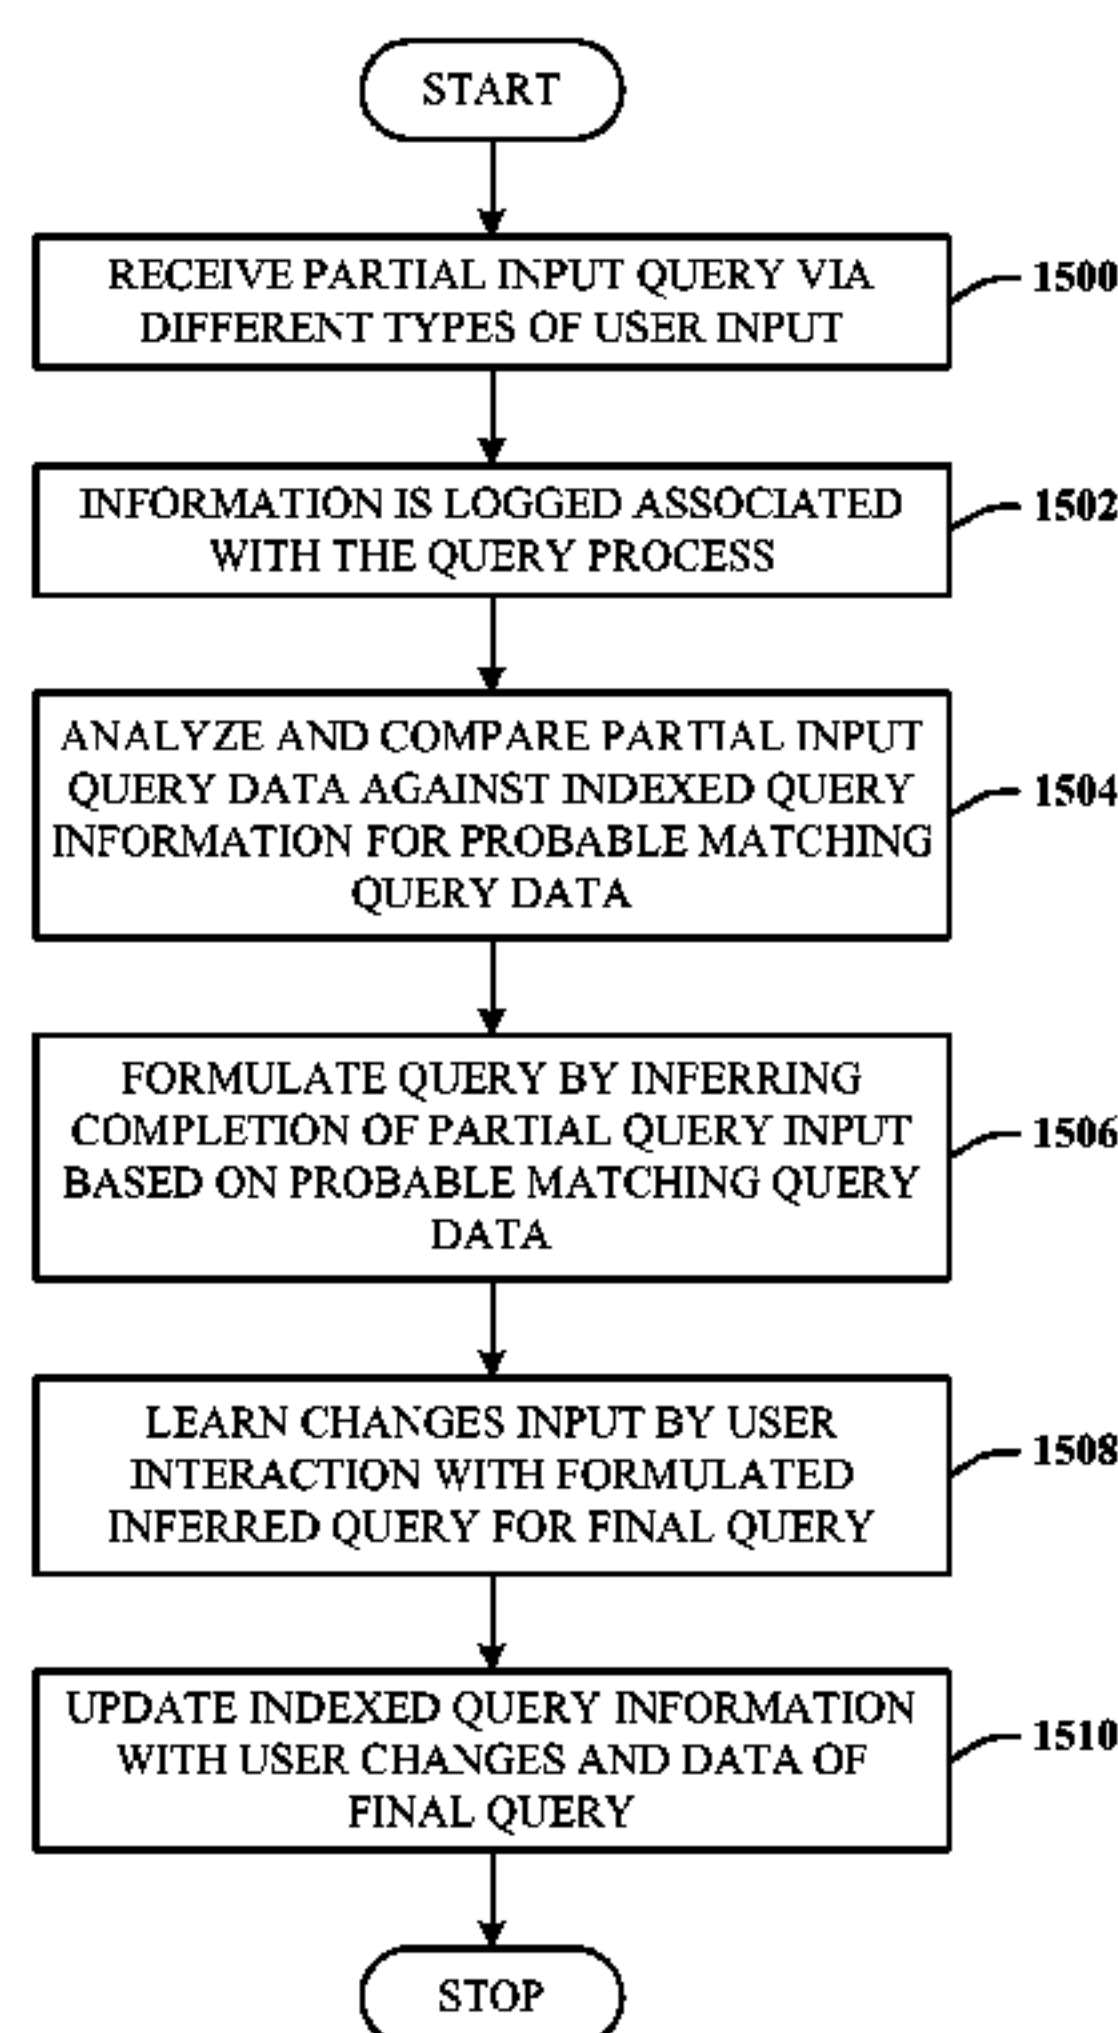 START
RECEIVE PARTIAL INPUT QUERY VIA
DIFFERENT TYPES OF USER INPUT
1500
INFORMATION IS LOGGED ASSOCIATED
WITH THE QUERY PROCESS
1502
ANALYZE AND COMPARE PARTIAL INPUT
QUERY DATA AGAINST INDEXED QUERY
INFORMATION FOR PROBABLE MATCHING
QUERY DATA
1504
FORMULATE QUERY BY INFERRING
COMPLETION OF PARTIAL QUERY INPUT
BASED ON PROBABLE MATCHING QUERY
DATA
1506
LEARN CHANGES INPUT BY USER
INTERACTION WITH FORMULATED
INFERRED QUERY FOR FINAL QUERY
1508
UPDATE INDEXED QUERY INFORMATION
WITH USER CHANGES AND DATA OF
FINAL QUERY
1510
STOP